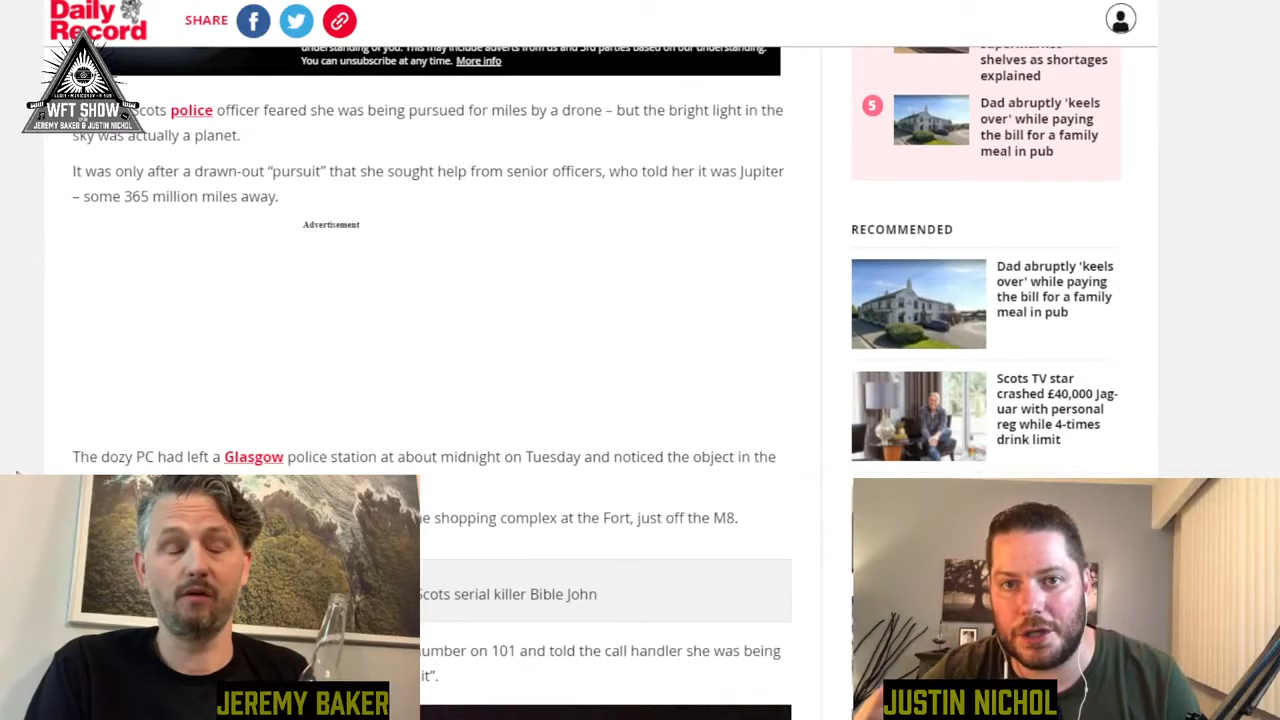 Daily
Record
SHARE
understanding of you. This may include adverts from us and 3rd parties based on our understanding.
You can unsubscribe at any time. More info
WFT SHOW
JEREMY BAKER & JUSTIN NICHOL
Scots police officer feared she was being pursued for miles by a drone – but the bright light in the
sky was actually a planet.
It was only after a drawn-out “pursuit” that she sought help from senior officers, who told her it was Jupiter
– some 365 million miles away.
Advertisement
The dozy PC had left a Glasgow police station at about midnight on Tuesday and noticed the object in the
shopping complex at the Fort, just off the M8.
Scots serial killer Bible John
number on 101 and told the call handler she was being
it”.
supermarket
shelves as shortages
explained
5
Dad abruptly 'keels
over' while paying
the bill for a family
meal in pub
RECOMMENDED
Dad abruptly 'keels
over' while paying
the bill for a family
meal in pub
Scots TV star
crashed £40,000 Jag-
uar with personal
reg while 4-times
drink limit
JEREMY BAKER
JUSTIN NICHOL